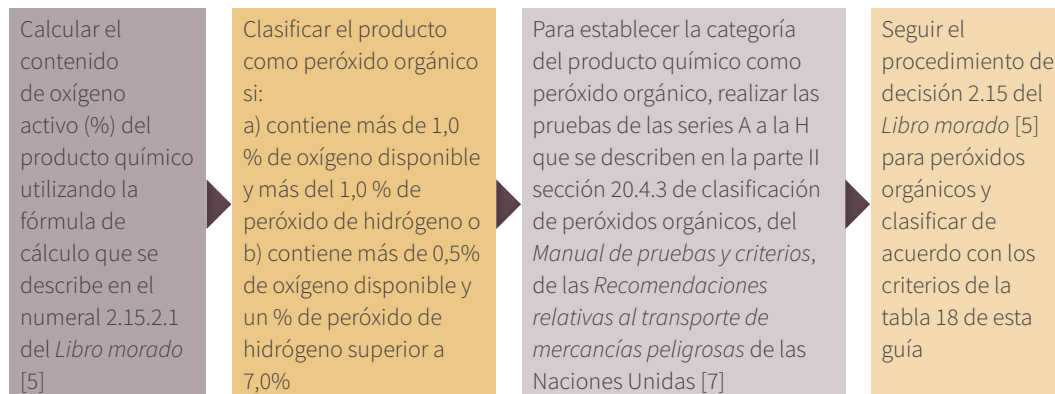 Calcular el
contenido
de oxígeno
activo (%) del
producto químico
utilizando la
fórmula de
cálculo que se
describe en el
numeral 2.15.2.1
del Libro morado
[5]
Clasificar el producto
como peróxido orgánico
si:
a) contiene más de 1,0
% de oxígeno disponible
y más del 1,0 % de
peróxido de hidrógeno o
b) contiene más de 0,5%
de oxígeno disponible y
un % de peróxido de
hidrógeno superior a
7,0%
Para establecer la categoría
del producto químico como
peróxido orgánico, realizar las
pruebas de las series A a la H
que se describen en la parte II
sección 20.4.3 de clasificación
de peróxidos orgánicos, del
Manual de pruebas y criterios,
de las Recomendaciones
relativas al transporte de
mercancías peligrosas de las
Naciones Unidas [7]
Seguir el
procedimiento de
decisión 2.15 del
Libro morado [5]
para peróxidos
orgánicos y
clasificar de
acuerdo con los
criterios de la
tabla 18 de esta
guía